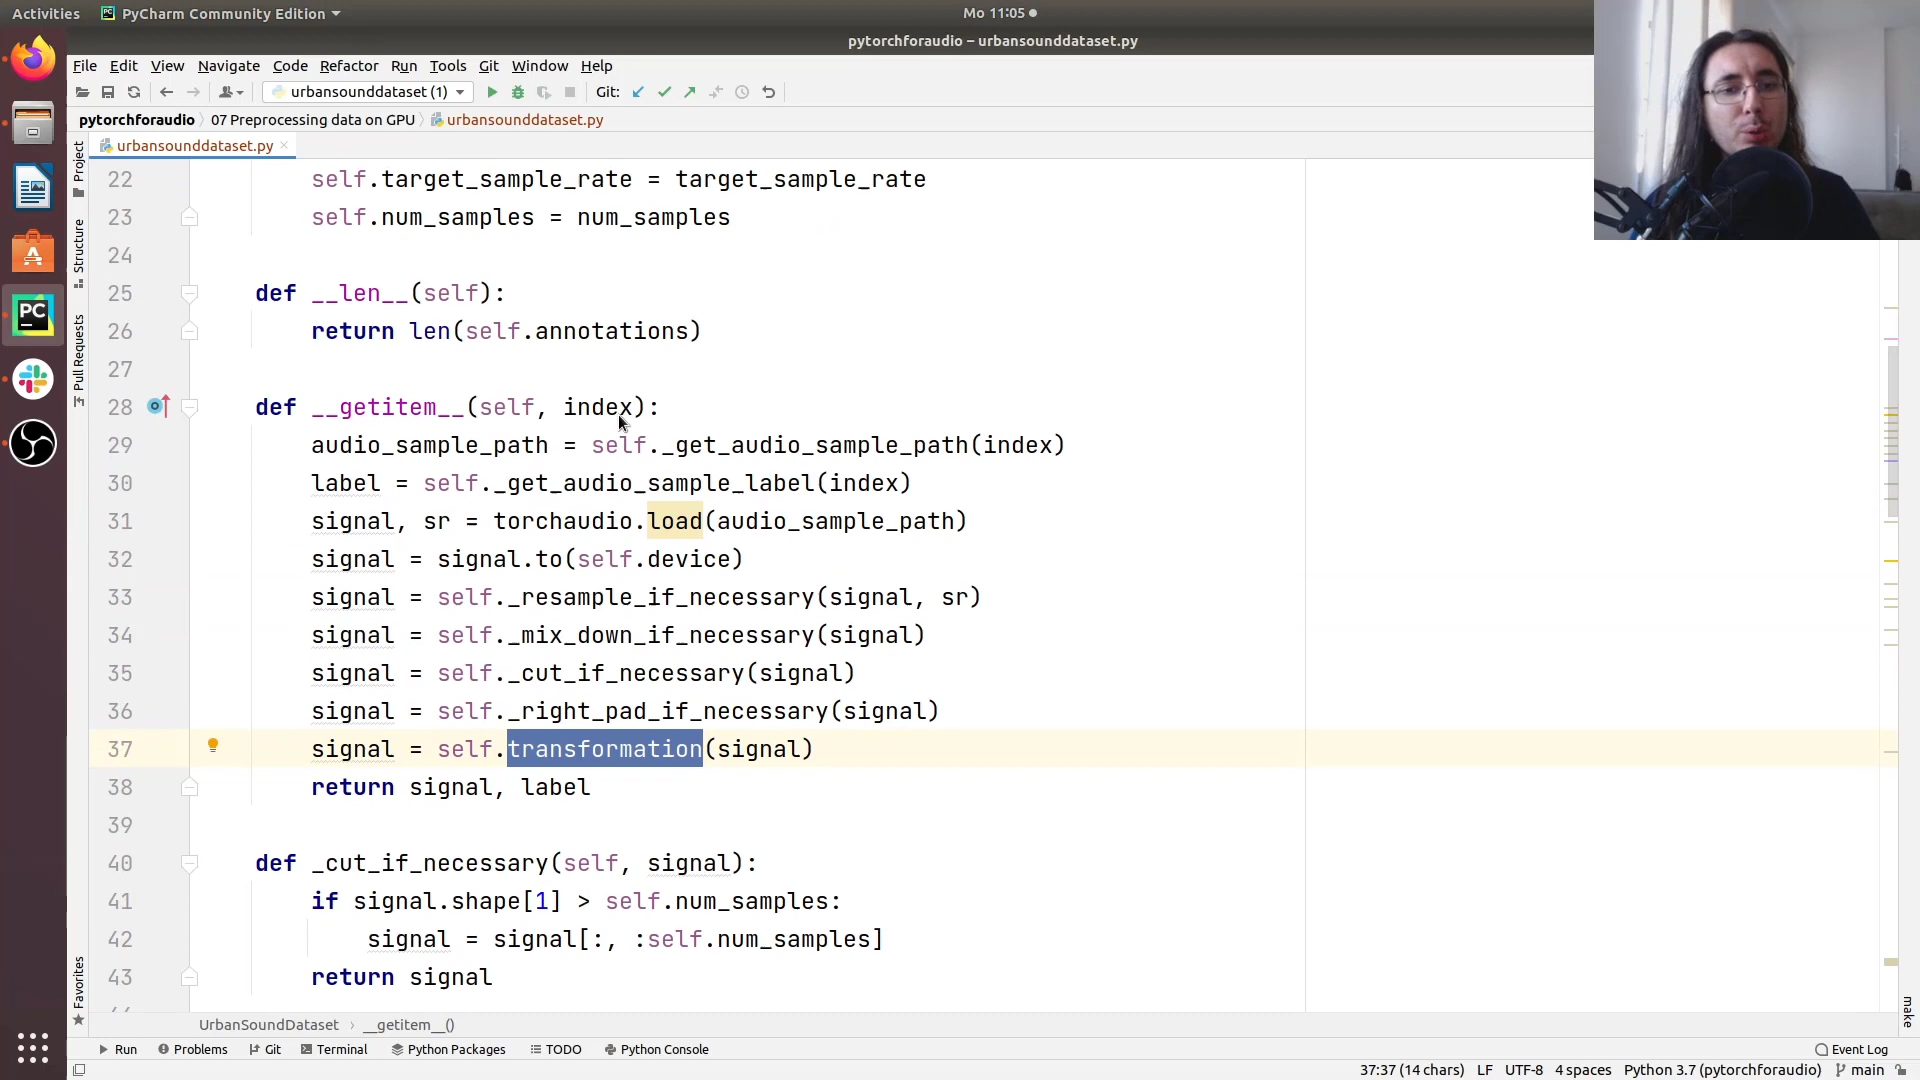 Activities PyCharm Community Edition Mo 11:05
pytorchforaudio – urbansounddataset.py
File Edit View Navigate Code Refactor Run Tools Git Window Help
urbansounddataset (1) Git:
pytorchforaudio 07 Preprocessing data on GPU urbansounddataset.py
urbansounddataset.py
Project
Structure
Pull Requests
Favorites
22 self.target_sample_rate = target_sample_rate
23 self.num_samples = num_samples
24
25 def __len__(self):
26 return len(self.annotations)
27
28 def __getitem__(self, index):
29 audio_sample_path = self._get_audio_sample_path(index)
30 label = self._get_audio_sample_label(index)
31 signal, sr = torchaudio.load(audio_sample_path)
32 signal = signal.to(self.device)
33 signal = self._resample_if_necessary(signal, sr)
34 signal = self._mix_down_if_necessary(signal)
35 signal = self._cut_if_necessary(signal)
36 signal = self._right_pad_if_necessary(signal)
37 signal = self.transformation(signal)
38 return signal, label
39
40 def _cut_if_necessary(self, signal):
41 if signal.shape[1] > self.num_samples:
42 signal = signal[:, :self.num_samples]
43 return signal
make
UrbanSoundDataset › __getitem__()
Run Problems Git Terminal Python Packages TODO Python Console Event Log
37:37 (14 chars) LF UTF-8 4 spaces Python 3.7 (pytorchforaudio) main